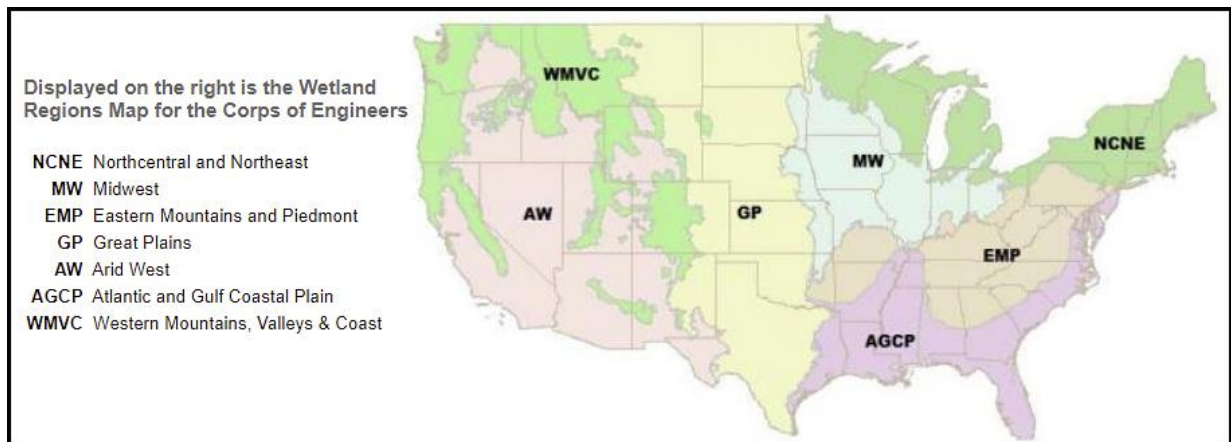 Displayed on the right is the Wetland
Regions Map for the Corps of Engineers
NCNE Northcentral and Northeast
MW Midwest
EMP Eastern Mountains and Piedmont
GP Great Plains
AW Arid West
AGCP Atlantic and Gulf Coastal Plain
WMVC Western Mountains, Valleys & Coast
WMVC
NCNE
MW
AW
GP
EMP
AGCP